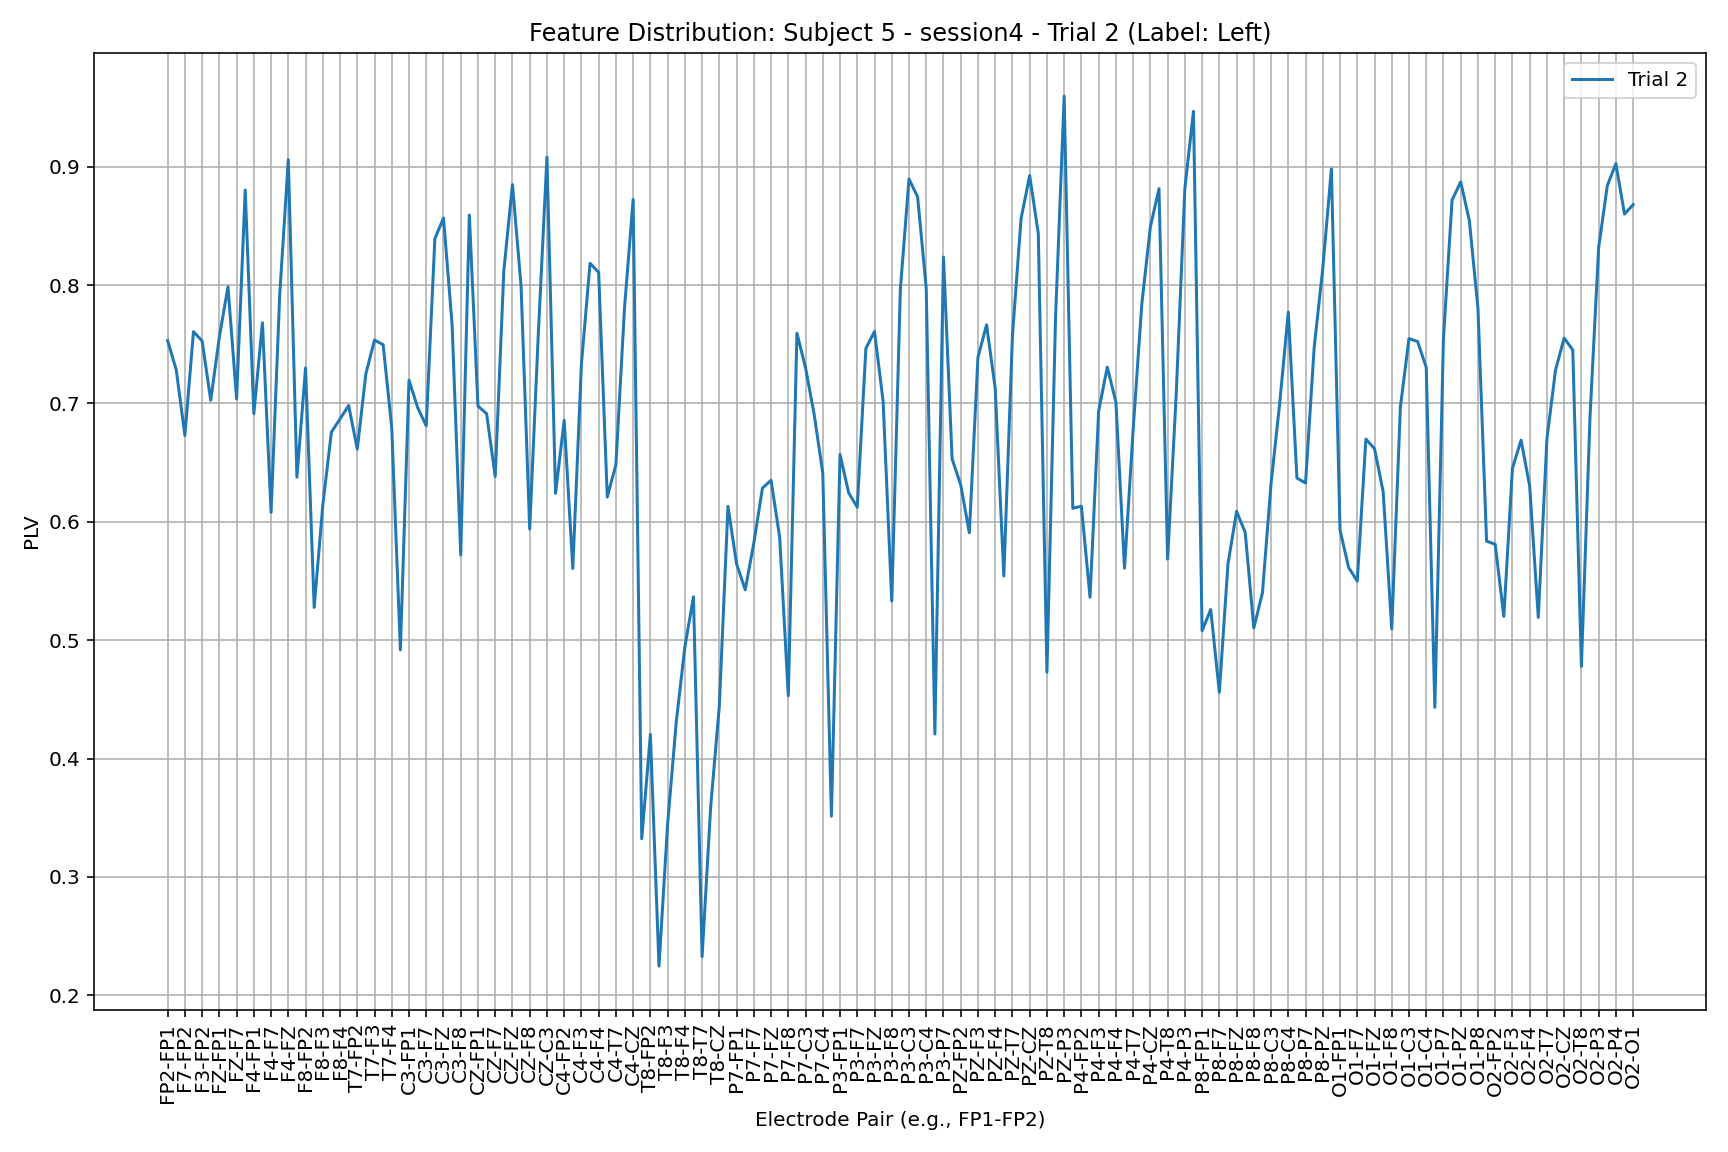 Feature Distribution: Subject 5 - session4 - Trial 2 (Label: Left)
Trial 2
PLV
0.9
0.8
0.7
0.6
0.5
0.4
0.3
0.2
FP2-FP1
F7-FP2
F3-FP2
FZ-FP1
FZ-F7
F4-FP1
F4-F7
F4-FZ
F8-FP2
F8-F3
F8-F4
T7-FP2
T7-F3
T7-F4
C3-FP1
C3-F7
C3-FZ
C3-F8
CZ-FP1
CZ-F7
CZ-FZ
CZ-F8
CZ-C3
C4-FP2
C4-F3
C4-F4
C4-T7
C4-CZ
T8-FP2
T8-F3
T8-F4
T8-T7
T8-CZ
P7-FP1
P7-F7
P7-FZ
P7-F8
P7-C3
P7-C4
P3-FP1
P3-F7
P3-FZ
P3-F8
P3-C3
P3-C4
P3-P7
PZ-FP2
PZ-F3
PZ-F4
PZ-T7
PZ-CZ
PZ-T8
PZ-P3
P4-FP2
P4-F3
P4-F4
P4-T7
P4-CZ
P4-T8
P4-P3
P8-FP1
P8-F7
P8-FZ
P8-F8
P8-C3
P8-C4
P8-P7
P8-PZ
O1-FP1
O1-F7
O1-FZ
O1-F8
O1-C3
O1-C4
O1-P7
O1-PZ
O1-P8
O2-FP2
O2-F3
O2-F4
O2-T7
O2-CZ
O2-T8
O2-P3
O2-P4
O2-O1
Electrode Pair (e.g., FP1-FP2)